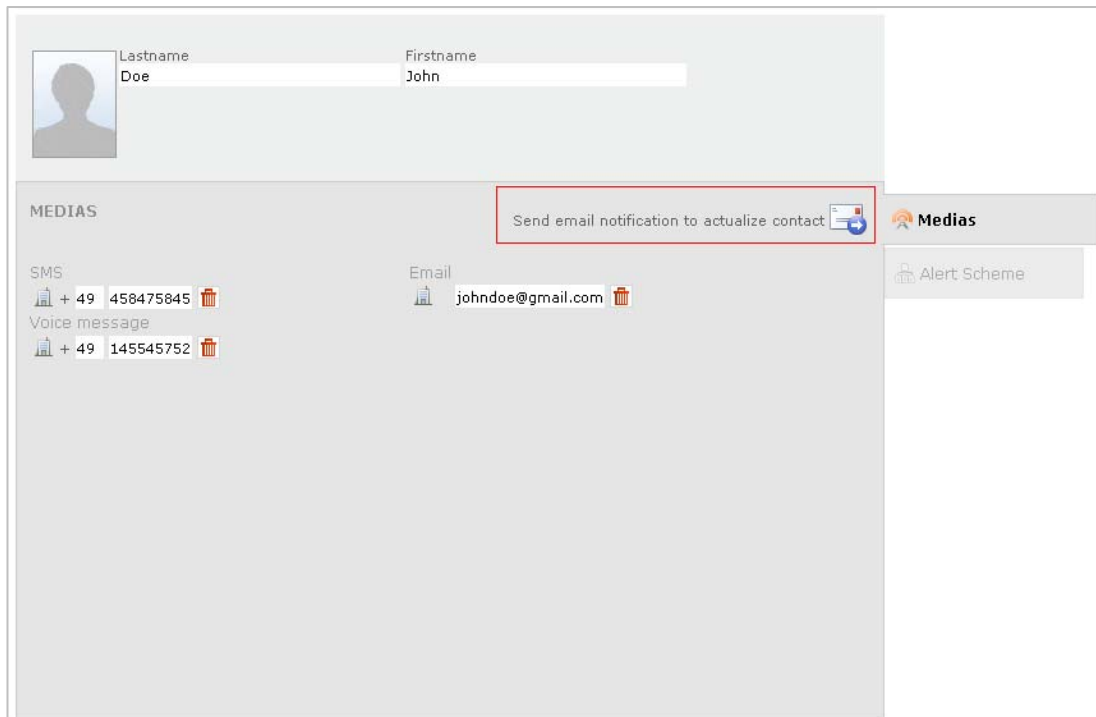 Lastname Firstname
Doe John
MEDIAS
Send email notification to actualize contact
Medias
Alert Scheme
SMS Email
+ 49 458475845 johndoe@gmail.com
Voice message
+ 49 145545752